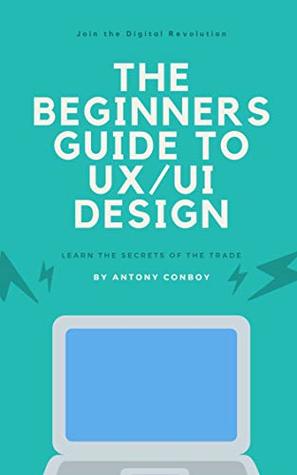 Join the Digital Revolution
THE
BEGINNERS
GUIDE TO
UX/UI
DESIGN
LEARN THE SECRETS OF THE TRADE
BY ANTONY CONBOY